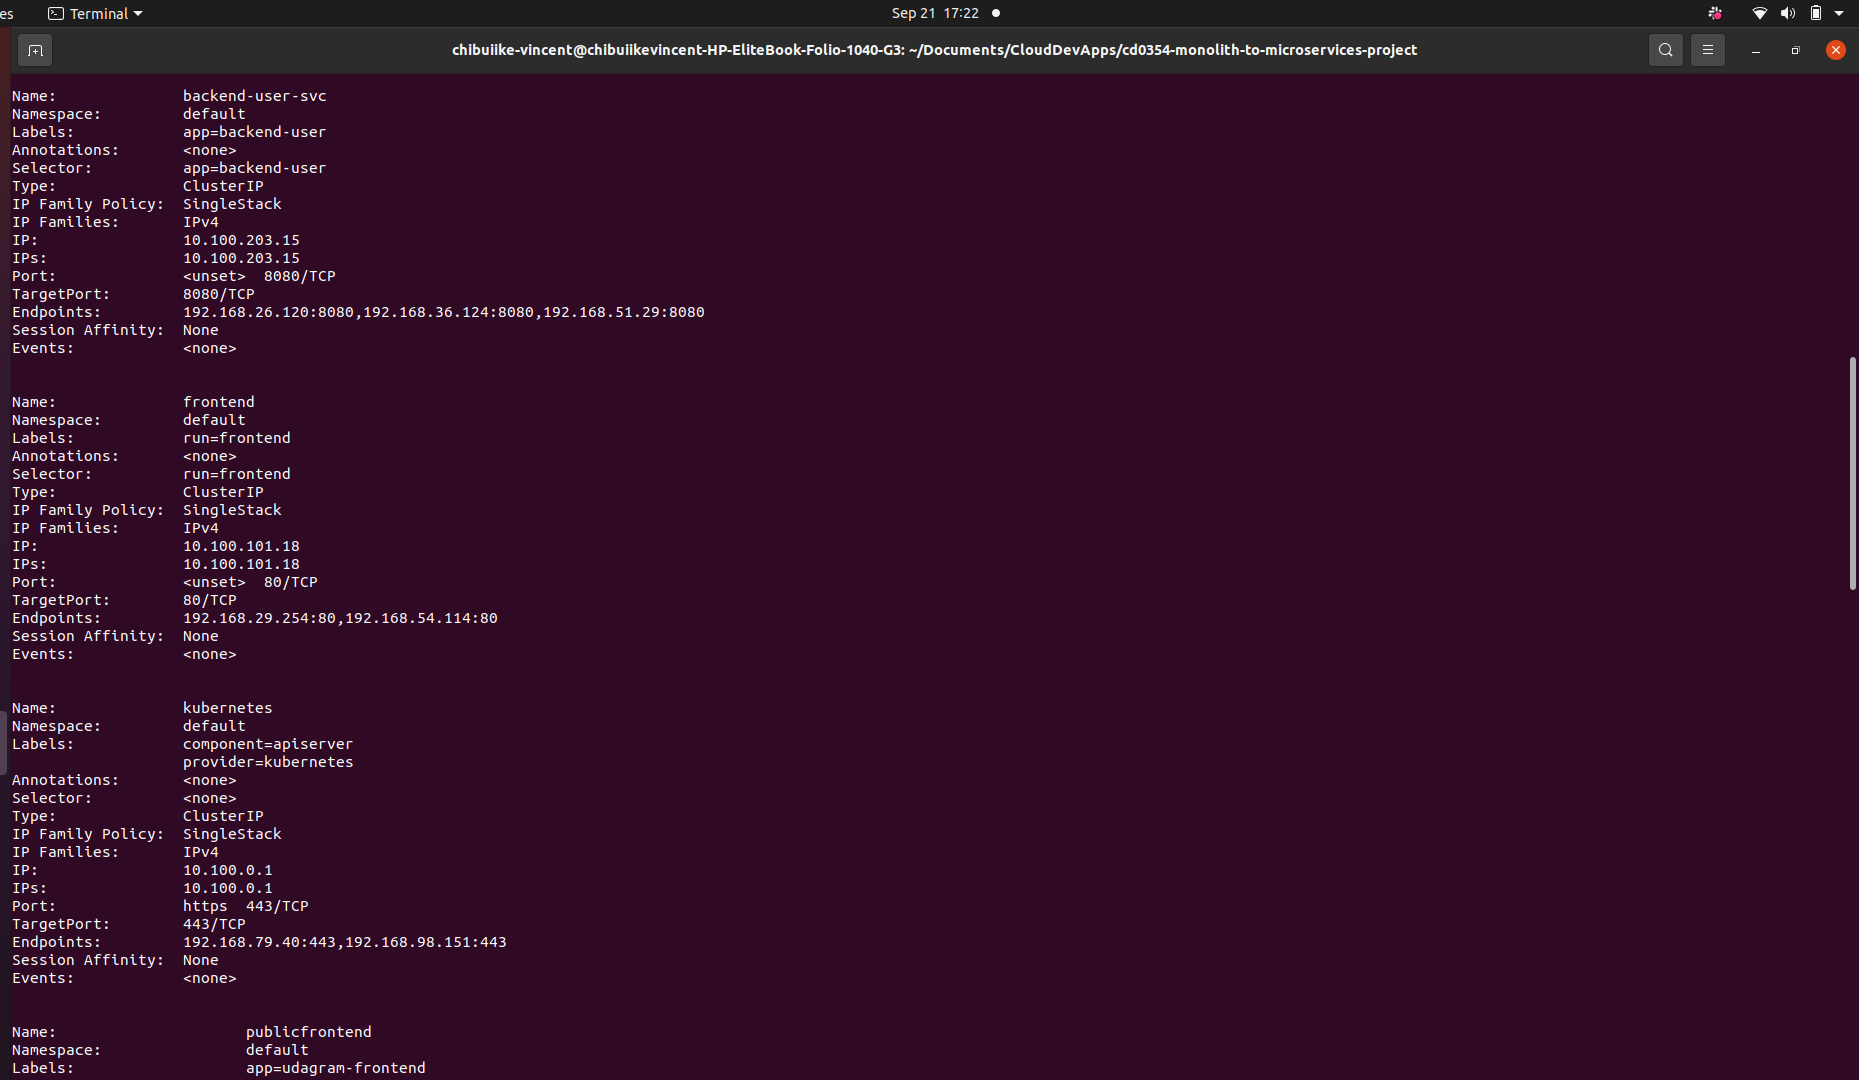 es Terminal Sep 21 17:22
chibuiike-vincent@chibuiikevincent-HP-EliteBook-Folio-1040-G3: ~/Documents/CloudDevApps/cd0354-monolith-to-microservices-project
Name: backend-user-svc
Namespace: default
Labels: app=backend-user
Annotations: <none>
Selector: app=backend-user
Type: ClusterIP
IP Family Policy: SingleStack
IP Families: IPv4
IP: 10.100.203.15
IPs: 10.100.203.15
Port: <unset> 8080/TCP
TargetPort: 8080/TCP
Endpoints: 192.168.26.120:8080,192.168.36.124:8080,192.168.51.29:8080
Session Affinity: None
Events: <none>
Name: frontend
Namespace: default
Labels: run=frontend
Annotations: <none>
Selector: run=frontend
Type: ClusterIP
IP Family Policy: SingleStack
IP Families: IPv4
IP: 10.100.101.18
IPs: 10.100.101.18
Port: <unset> 80/TCP
TargetPort: 80/TCP
Endpoints: 192.168.29.254:80,192.168.54.114:80
Session Affinity: None
Events: <none>
Name: kubernetes
Namespace: default
Labels: component=apiserver
provider=kubernetes
Annotations: <none>
Selector: <none>
Type: ClusterIP
IP Family Policy: SingleStack
IP Families: IPv4
IP: 10.100.0.1
IPs: 10.100.0.1
Port: https 443/TCP
TargetPort: 443/TCP
Endpoints: 192.168.79.40:443,192.168.98.151:443
Session Affinity: None
Events: <none>
Name: publicfrontend
Namespace: default
Labels: app=udagram-frontend